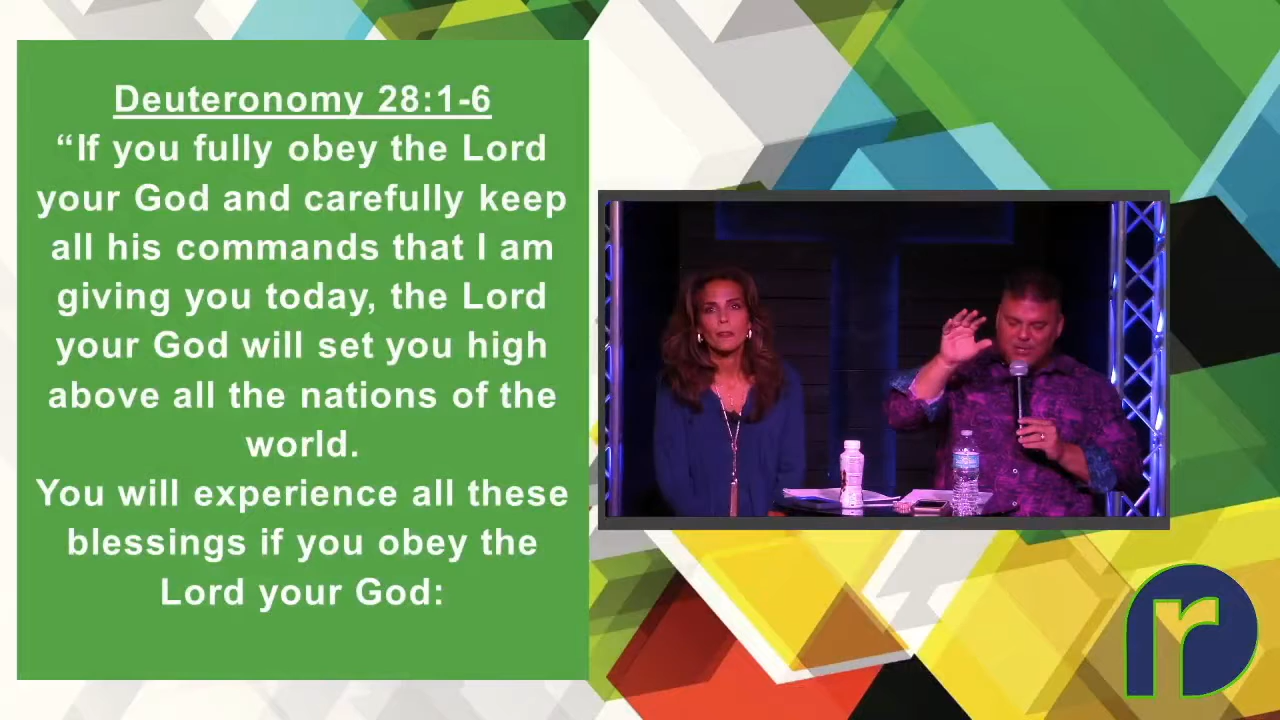 Deuteronomy 28:1-6
“If you fully obey the Lord
your God and carefully keep
all his commands that I am
giving you today, the Lord
your God will set you high
above all the nations of the
world.
You will experience all these
blessings if you obey the
Lord your God:
r